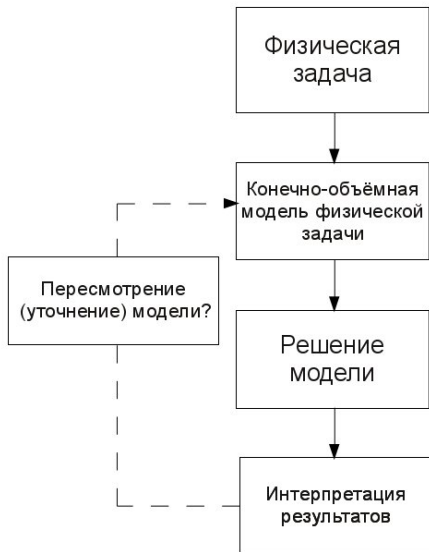 Физическая
задача
Конечно-объёмная
модель физической
задачи
Пересмотрение
(уточнение) модели?
Решение
модели
Интерпретация
результатов